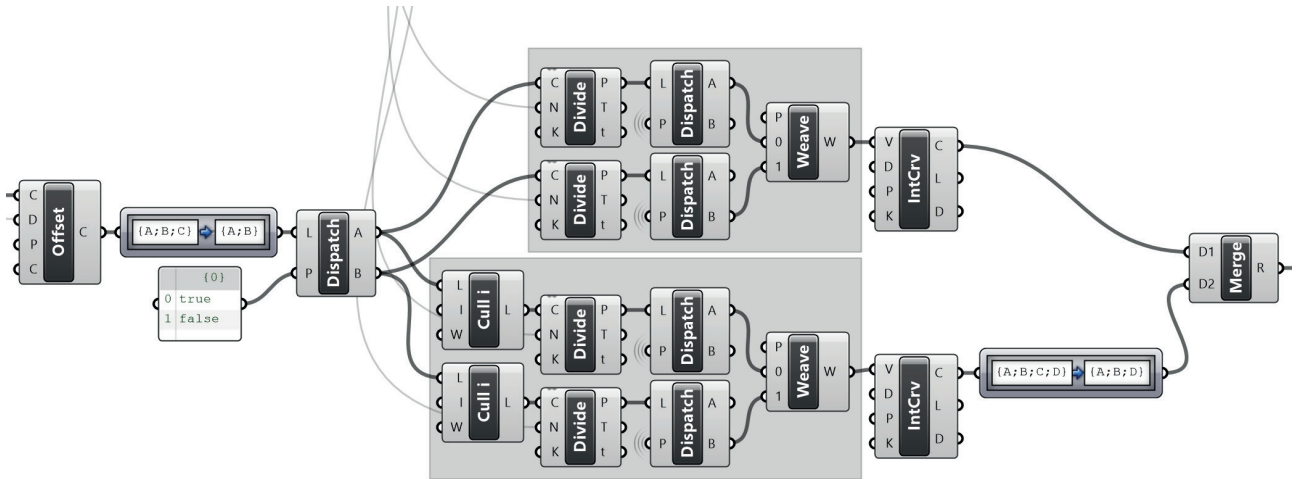 C
D
P
C
Offset
C
{A;B;C} {A;B}
{0}
0 true
1 false
L
P
Dispatch
A
B
C
N
K
Divide
P
T
t
L
P
Dispatch
A
B
C
N
K
Divide
P
T
t
L
P
Dispatch
A
B
P
0
1
Weave
W
V
D
P
K
IntCrv
C
L
D
L
I
W
Cull i
L
C
N
K
Divide
P
T
t
L
P
Dispatch
A
B
L
I
W
Cull i
L
C
N
K
Divide
P
T
t
L
P
Dispatch
A
B
P
0
1
Weave
W
V
D
P
K
IntCrv
C
L
D
{A;B;C;D} {A;B;D}
D1
D2
Merge
R